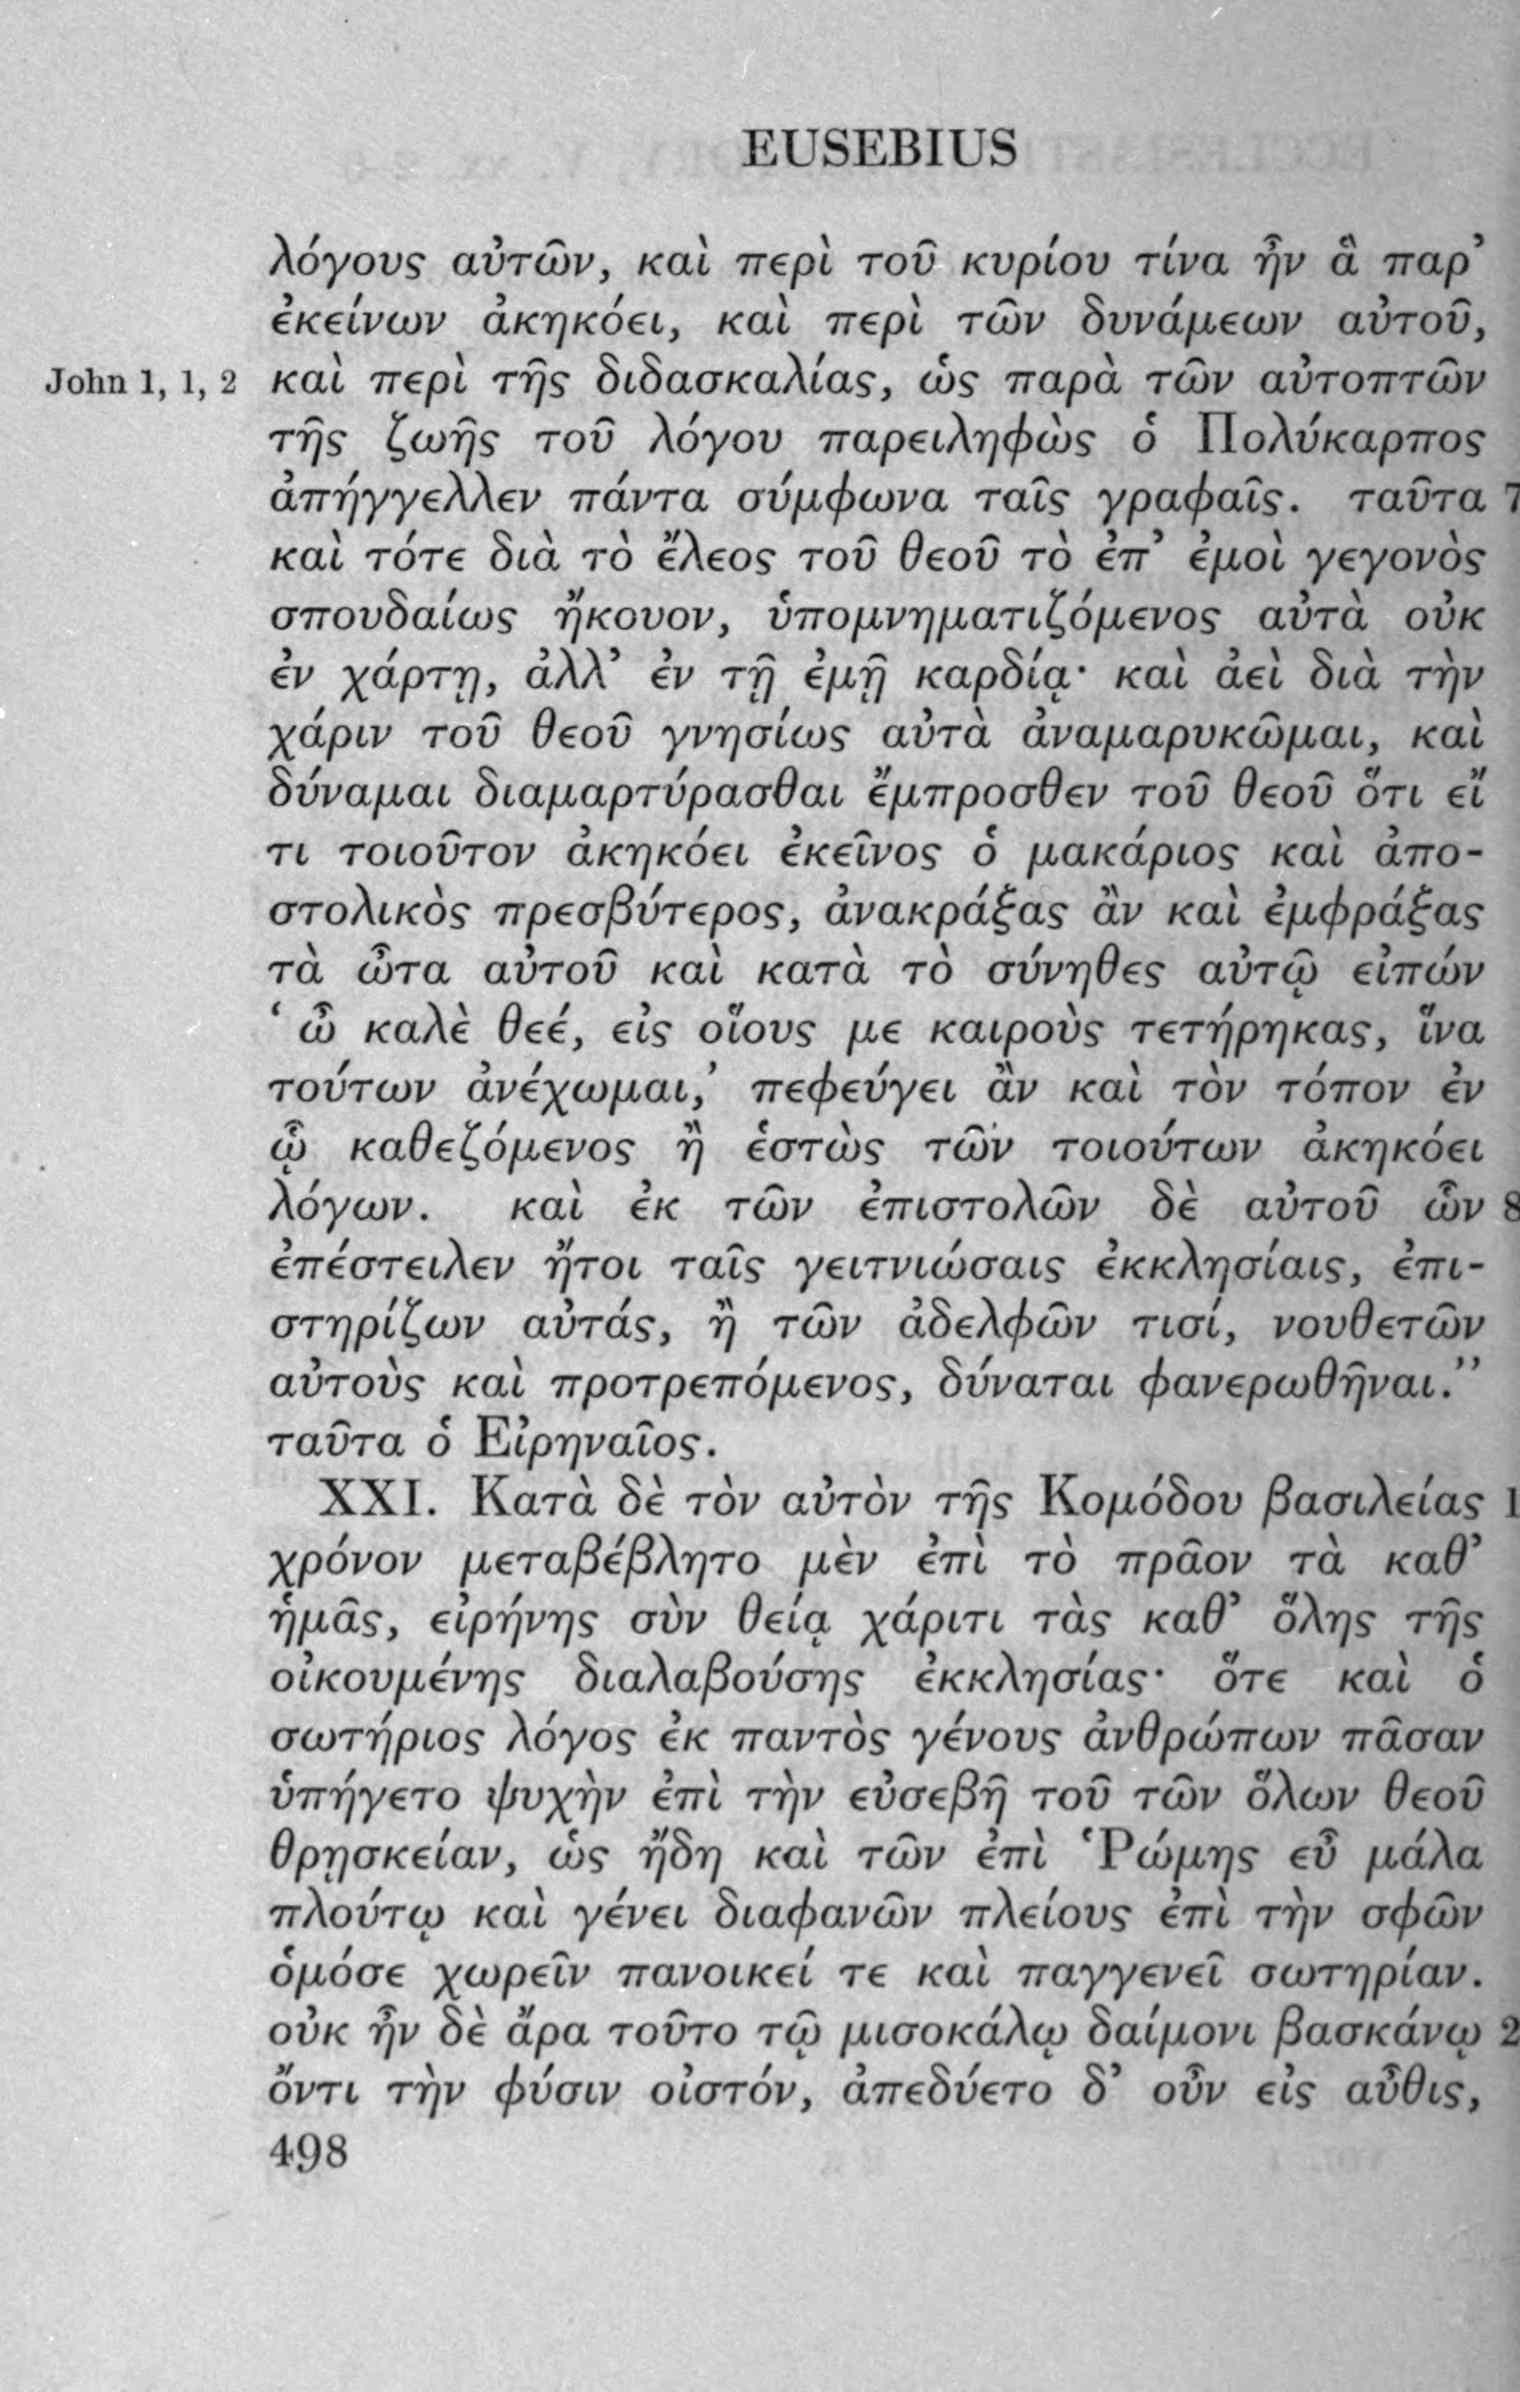 EUSEBIUS
λόγους αὐτῶν, καὶ περὶ τοῦ κυρίου τίνα ἦν ἃ παρ’
ἐκείνων ἀκηκόει, καὶ περὶ τῶν δυνάμεων αὐτοῦ,
John 1, 1, 2 καὶ περὶ τῆς διδασκαλίας, ὡς παρὰ τῶν αὐτοπτῶν
τῆς ζωῆς τοῦ λόγου παρειληφὼς ὁ Πολύκαρπος
ἀπήγγελλεν πάντα σύμφωνα ταῖς γραφαῖς. ταῦτα 7
καὶ τότε διὰ τὸ ἔλεος τοῦ θεοῦ τὸ ἐπ’ ἐμοὶ γεγονὸς
σπουδαίως ἤκουον, ὑπομνηματιζόμενος αὐτὰ οὐκ
ἐν χάρτῃ, ἀλλ’ ἐν τῇ ἐμῇ καρδίᾳ· καὶ ἀεὶ διὰ τὴν
χάριν τοῦ θεοῦ γνησίως αὐτὰ ἀναμαρυκῶμαι, καὶ
δύναμαι διαμαρτύρασθαι ἔμπροσθεν τοῦ θεοῦ ὅτι εἴ
τι τοιοῦτον ἀκηκόει ἐκεῖνος ὁ μακάριος καὶ ἀπο-
στολικὸς πρεσβύτερος, ἀνακράξας ἂν καὶ ἐμφράξας
τὰ ὦτα αὐτοῦ καὶ κατὰ τὸ σύνηθες αὐτῷ εἰπών
‘ ὦ καλὲ θεέ, εἰς οἵους με καιροὺς τετήρηκας, ἵνα
τούτων ἀνέχωμαι,’ πεφεύγει ἂν καὶ τὸν τόπον ἐν
ᾧ καθεζόμενος ἢ ἑστὼς τῶν τοιούτων ἀκηκόει
λόγων. καὶ ἐκ τῶν ἐπιστολῶν δὲ αὐτοῦ ὧν 8
ἐπέστειλεν ἤτοι ταῖς γειτνιώσαις ἐκκλησίαις, ἐπι-
στηρίζων αὐτάς, ἢ τῶν ἀδελφῶν τισί, νουθετῶν
αὐτοὺς καὶ προτρεπόμενος, δύναται φανερωθῆναι.”
ταῦτα ὁ Εἰρηναῖος.
XXI. Κατὰ δὲ τὸν αὐτὸν τῆς Κομόδου βασιλείας 1
χρόνον μεταβέβλητο μὲν ἐπὶ τὸ πρᾶον τὰ καθ’
ἡμᾶς, εἰρήνης σὺν θείᾳ χάριτι τὰς καθ’ ὅλης τῆς
οἰκουμένης διαλαβούσης ἐκκλησίας· ὅτε καὶ ὁ
σωτήριος λόγος ἐκ παντὸς γένους ἀνθρώπων πᾶσαν
ὑπήγετο ψυχὴν ἐπὶ τὴν εὐσεβῆ τοῦ τῶν ὅλων θεοῦ
θρῃσκείαν, ὡς ἤδη καὶ τῶν ἐπὶ Ῥώμης εὖ μάλα
πλούτῳ καὶ γένει διαφανῶν πλείους ἐπὶ τὴν σφῶν
ὁμόσε χωρεῖν πανοικεί τε καὶ παγγενεῖ σωτηρίαν.
οὐκ ἦν δὲ ἄρα τοῦτο τῷ μισοκάλῳ δαίμονι βασκάνῳ 2
ὄντι τὴν φύσιν οἰστόν, ἀπεδύετο δ’ οὖν εἰς αὖθις,
498